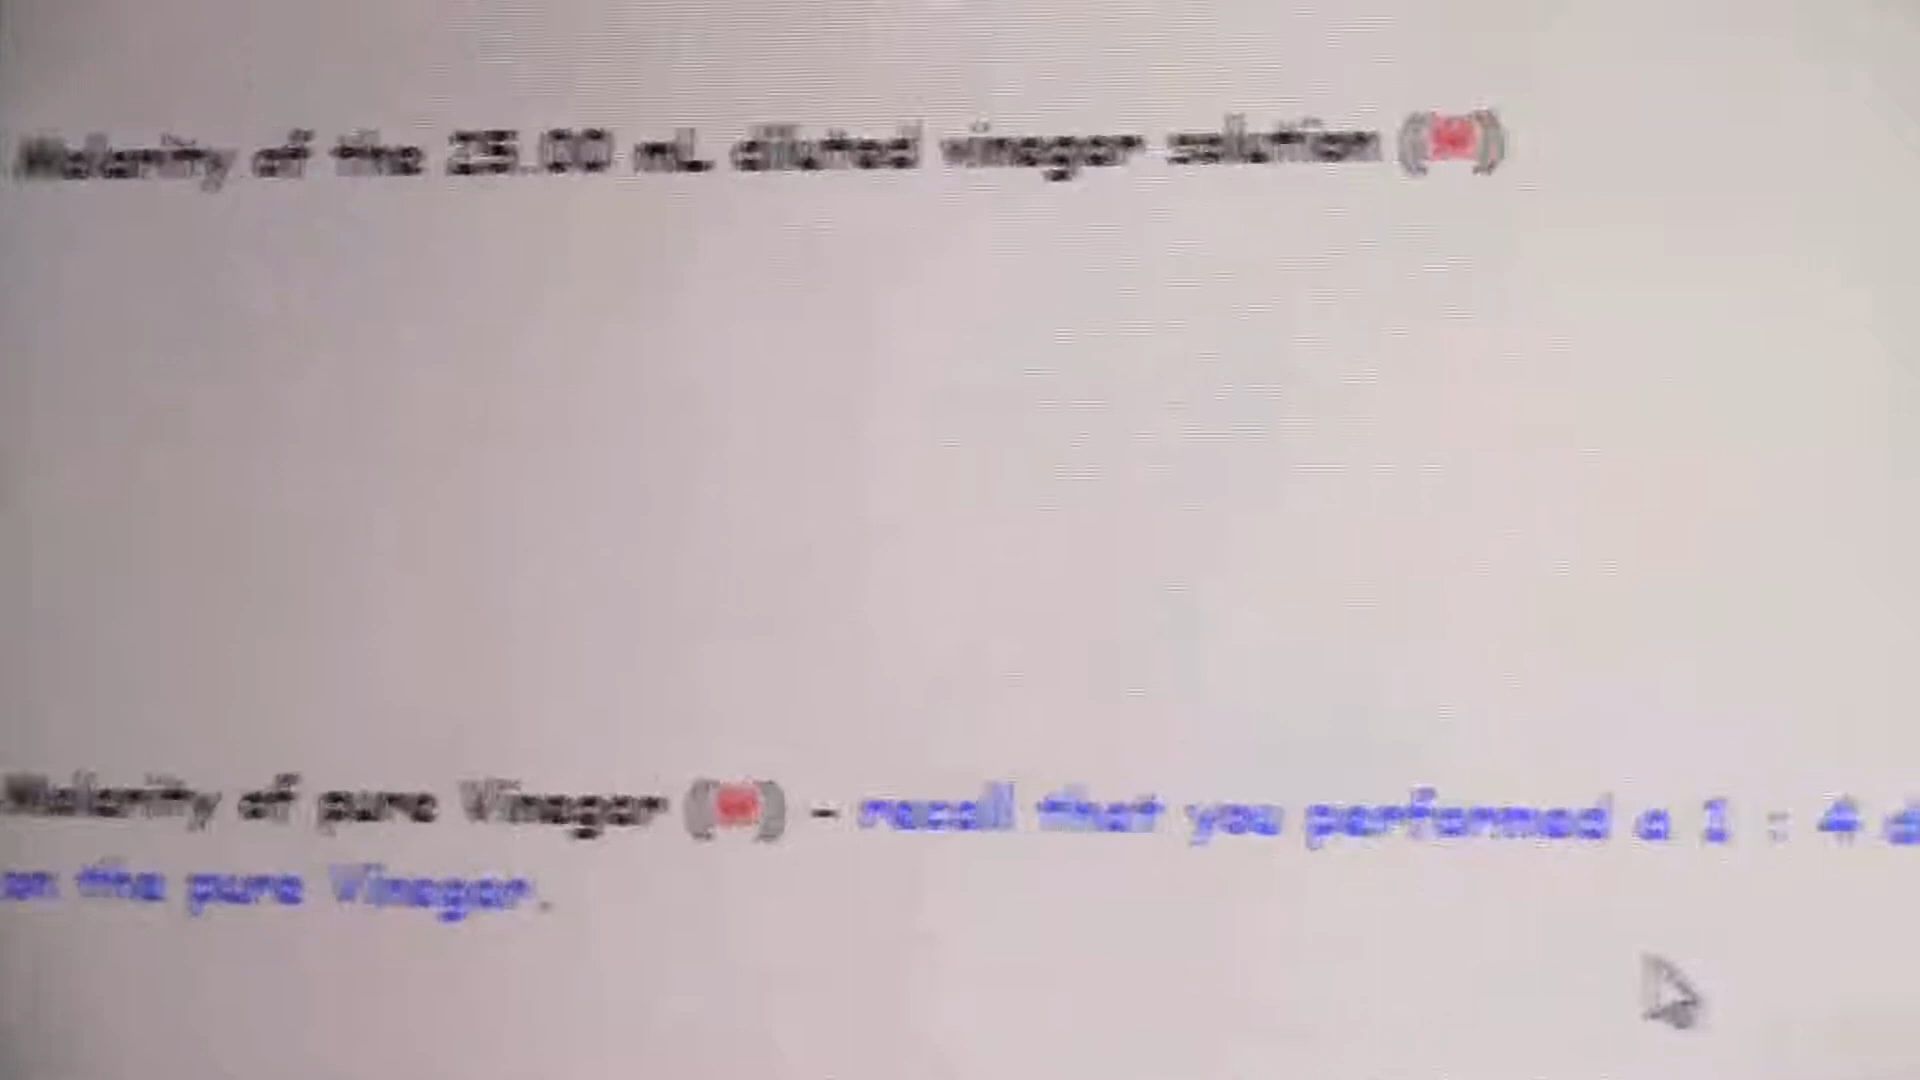 Molarity of the 25.00 mL diluted vinegar solution (M)
Molarity of pure Vinegar (M) - recall that you performed a 1 : 4
on the pure Vinegar.